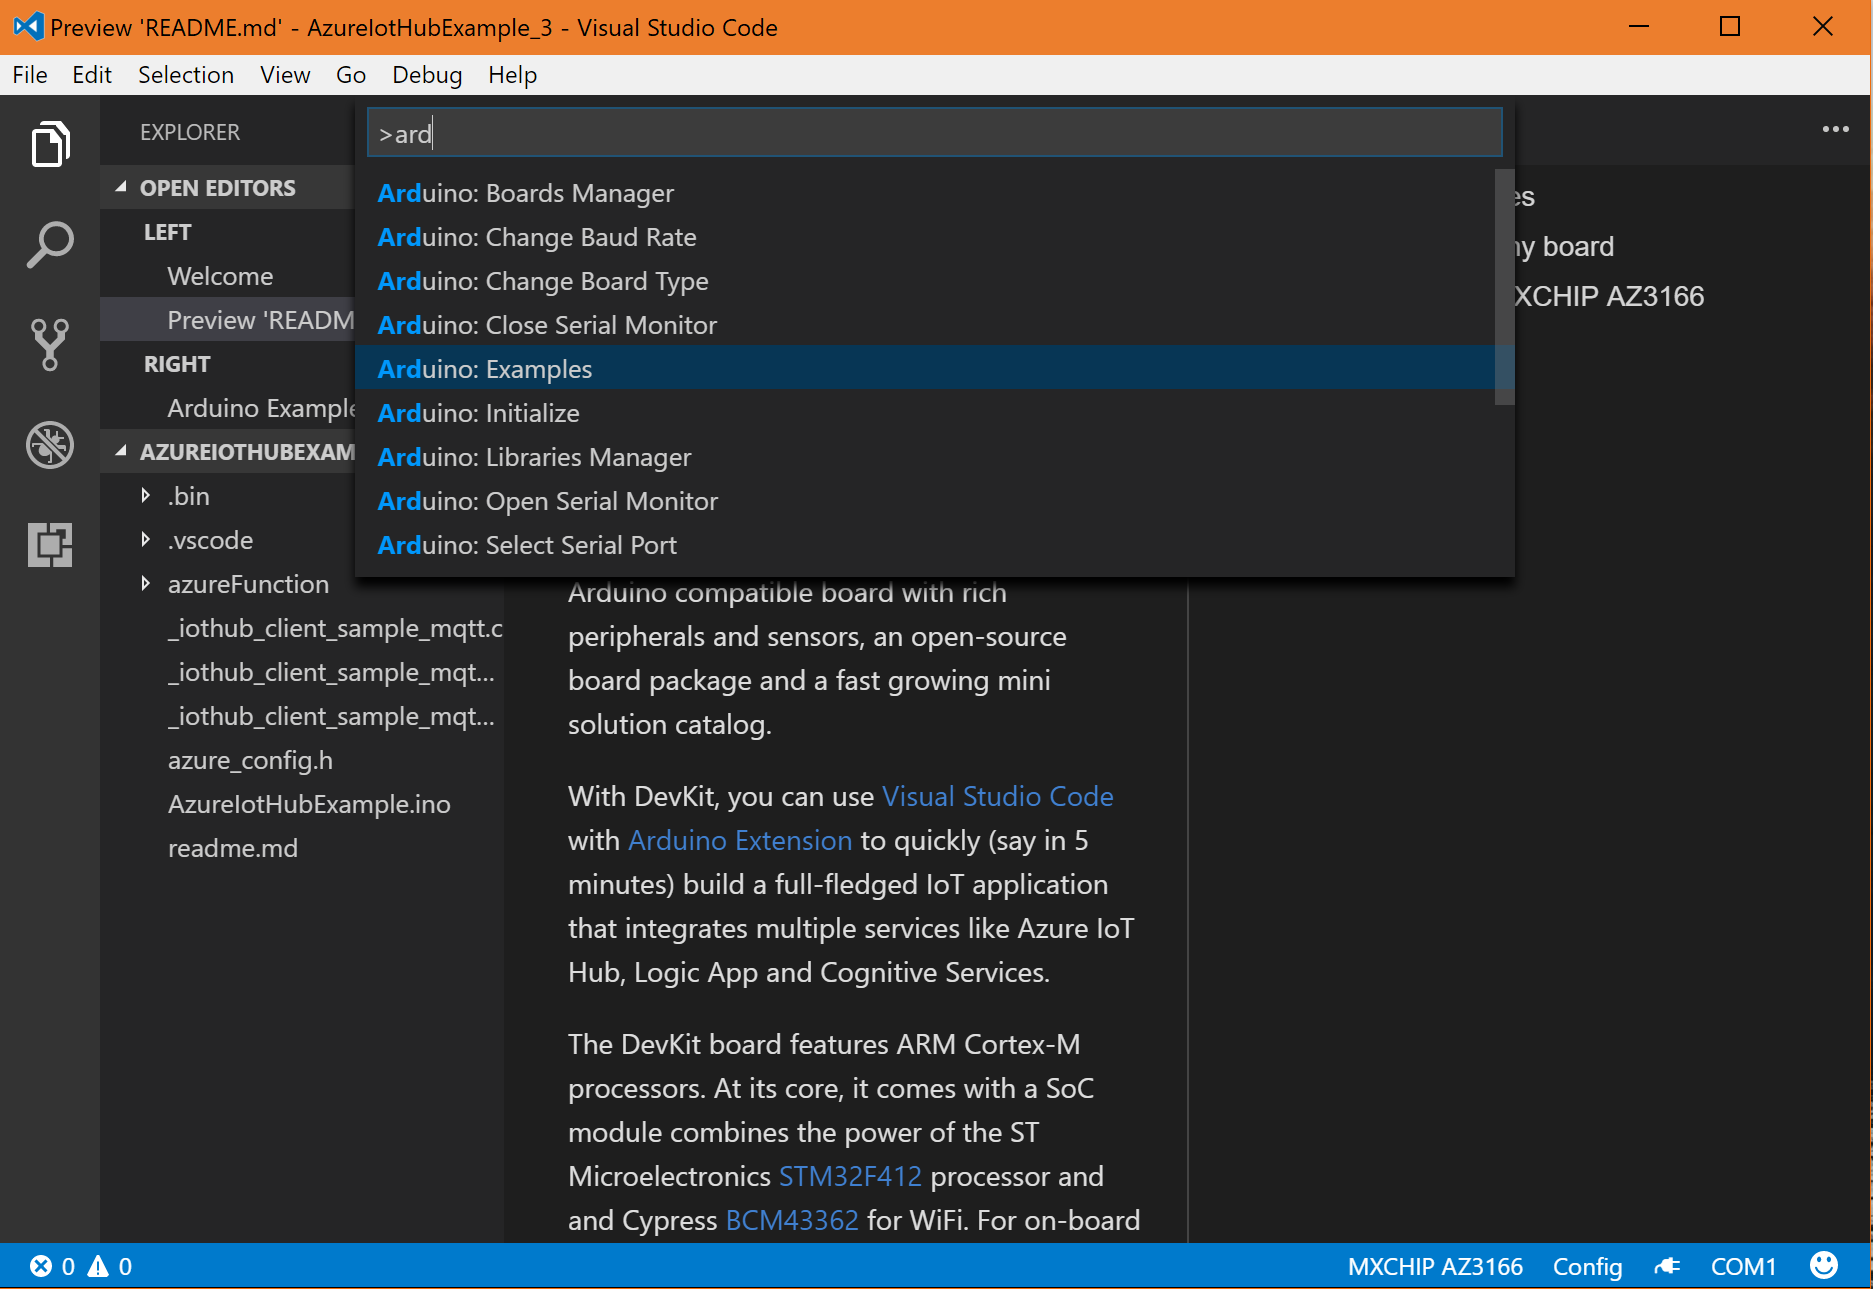 Preview 'README.md' - AzureIotHubExample_3 - Visual Studio Code
File Edit Selection View Go Debug Help
EXPLORER
OPEN EDITORS
LEFT
Welcome
Preview 'READM
RIGHT
Arduino Example
AZUREIOTHUBEXAM
.bin
.vscode
azureFunction
_iothub_client_sample_mqtt.c
_iothub_client_sample_mqt...
_iothub_client_sample_mqt...
azure_config.h
AzureIotHubExample.ino
readme.md
>ard
Arduino: Boards Manager
Arduino: Change Baud Rate
Arduino: Change Board Type
Arduino: Close Serial Monitor
Arduino: Examples
Arduino: Initialize
Arduino: Libraries Manager
Arduino: Open Serial Monitor
Arduino: Select Serial Port
Arduino compatible board with rich
peripherals and sensors, an open-source
board package and a fast growing mini
solution catalog.
With DevKit, you can use Visual Studio Code
with Arduino Extension to quickly (say in 5
minutes) build a full-fledged IoT application
that integrates multiple services like Azure IoT
Hub, Logic App and Cognitive Services.
The DevKit board features ARM Cortex-M
processors. At its core, it comes with a SoC
module combines the power of the ST
Microelectronics STM32F412 processor and
and Cypress BCM43362 for WiFi. For on-board
es
y board
XCHIP AZ3166
0 0
MXCHIP AZ3166 Config COM1